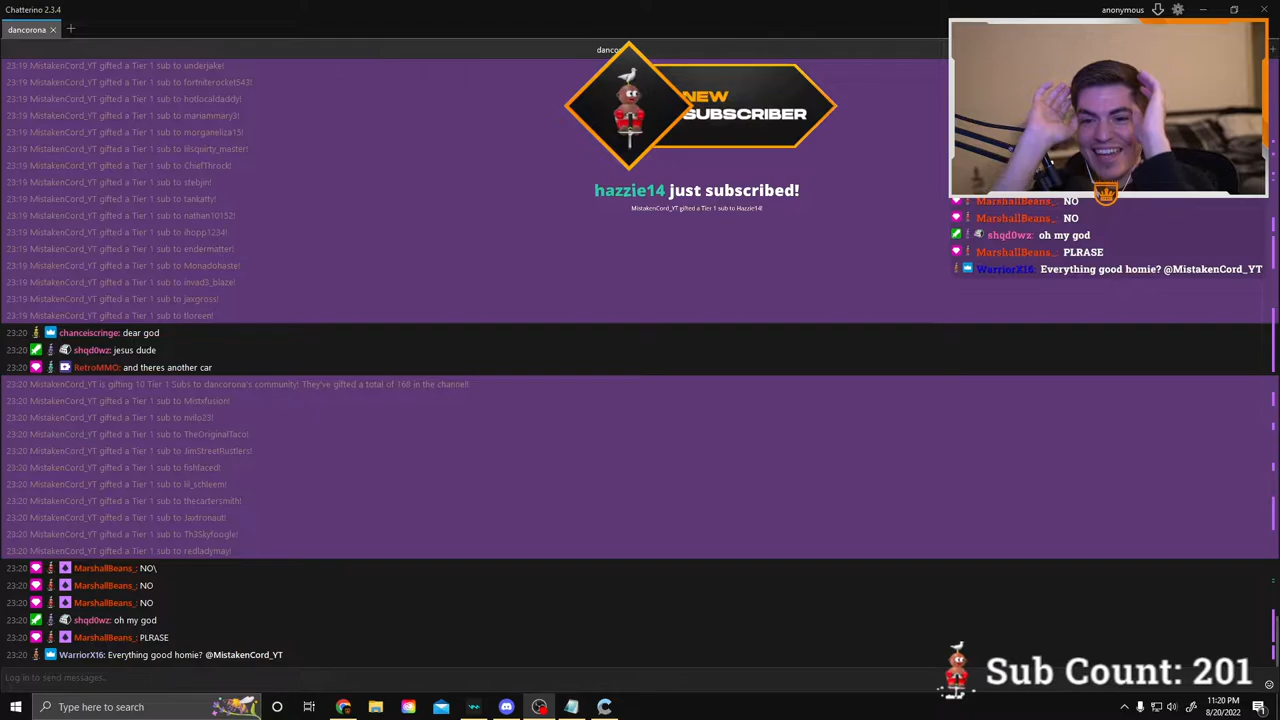 Chatterino 2.3.4
anonymous
dancorona
23:19 MistakenCord_YT gifted a Tier 1 sub to underjake!
23:19 MistakenCord_YT gifted a Tier 1 sub to fortniterocket543!
23:19 MistakenCord_YT gifted a Tier 1 sub to hotlocaldaddy!
23:19 MistakenCord_YT gifted a Tier 1 sub to mariammary3!
23:19 MistakenCord_YT gifted a Tier 1 sub to morganeliza15!
23:19 MistakenCord_YT gifted a Tier 1 sub to lilsquirty_master!
23:19 MistakenCord_YT gifted a Tier 1 sub to ChiefThrock!
23:19 MistakenCord_YT gifted a Tier 1 sub to stebjin!
23:19 MistakenCord_YT gifted a Tier 1 sub to tankatty!
23:19 MistakenCord_YT gifted a Tier 1 sub to nathan10152!
23:19 MistakenCord_YT gifted a Tier 1 sub to ihopp1234!
23:19 MistakenCord_YT gifted a Tier 1 sub to endermatter!
23:19 MistakenCord_YT gifted a Tier 1 sub to Monadohaste!
23:19 MistakenCord_YT gifted a Tier 1 sub to invad3_blaze!
23:19 MistakenCord_YT gifted a Tier 1 sub to jaxgross!
23:19 MistakenCord_YT gifted a Tier 1 sub to tloreen!
23:20 chanceiscringe: dear god
23:20 shqd0wz: jesus dude
23:20 RetroMMO: and theres another car
23:20 MistakenCord_YT is gifting 10 Tier 1 Subs to dancorona's community! They've gifted a total of 168 in the channel!
23:20 MistakenCord_YT gifted a Tier 1 sub to Mistxfusion!
23:20 MistakenCord_YT gifted a Tier 1 sub to nvilo23!
23:20 MistakenCord_YT gifted a Tier 1 sub to TheOriginalTaco!
23:20 MistakenCord_YT gifted a Tier 1 sub to JimStreetRustlers!
23:20 MistakenCord_YT gifted a Tier 1 sub to fishfaced!
23:20 MistakenCord_YT gifted a Tier 1 sub to lil_schleem!
23:20 MistakenCord_YT gifted a Tier 1 sub to thecartersmith!
23:20 MistakenCord_YT gifted a Tier 1 sub to Jaxtronaut!
23:20 MistakenCord_YT gifted a Tier 1 sub to Th3Skyfoogle!
23:20 MistakenCord_YT gifted a Tier 1 sub to redladymay!
23:20 MarshallBeans_: NO\
23:20 MarshallBeans_: NO
23:20 MarshallBeans_: NO
23:20 shqd0wz: oh my god
23:20 MarshallBeans_: PLRASE
23:20 WarriorX16: Everything good homie? @MistakenCord_YT
Log in to send messages..
NEW
SUBSCRIBER
hazzie14 just subscribed!
MistakenCord_YT gifted a Tier 1 sub to Hazzie14!
MarshallBeans_: NO
MarshallBeans_: NO
shqd0wz: oh my god
MarshallBeans_: PLRASE
WarriorX16: Everything good homie? @MistakenCord_YT
Sub Count: 201
Type here to search
11:20 PM
8/20/2022